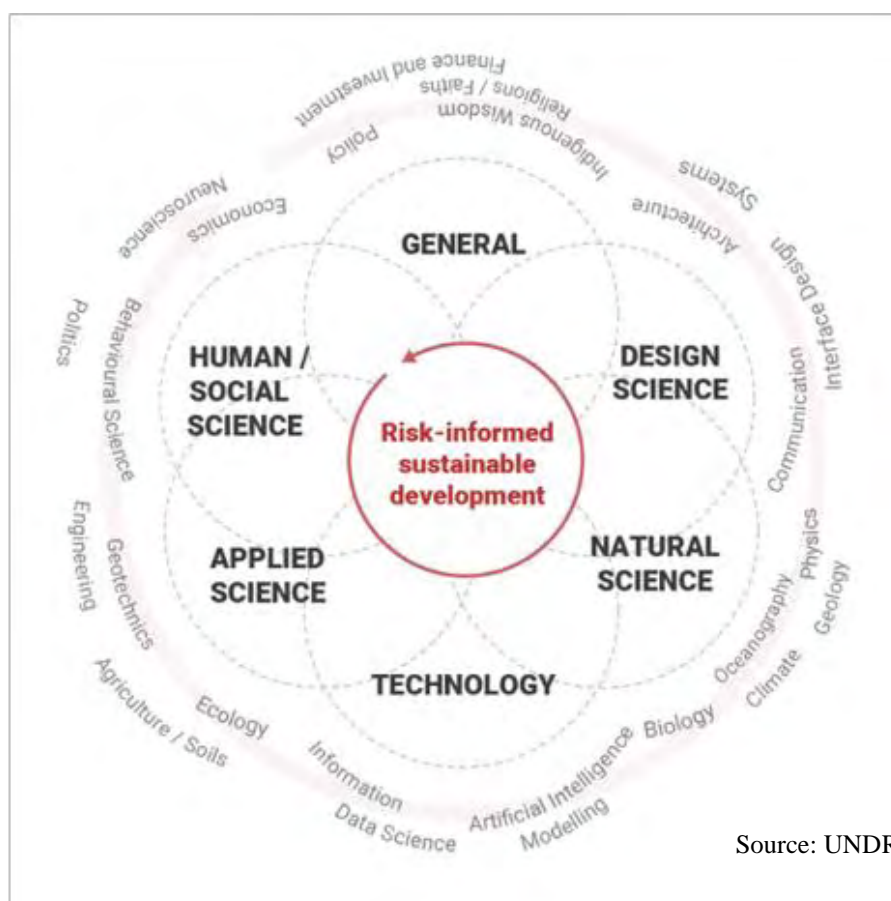 Finance and Investment
Religions / Faiths
Indigenous Wisdom
Policy
Systems
Architecture
Interface Design
Communication
Neuroscience
Economics
Politics
Behavioural Science
GENERAL
HUMAN /
SOCIAL
SCIENCE
DESIGN
SCIENCE
Risk-informed
sustainable
development
APPLIED
SCIENCE
NATURAL
SCIENCE
TECHNOLOGY
Engineering
Geotechnics
Agriculture / Soils
Ecology
Information
Data Science
Artificial Intelligence
Modelling
Biology
Oceanography
Climate
Physics
Geology
Source: UNDR